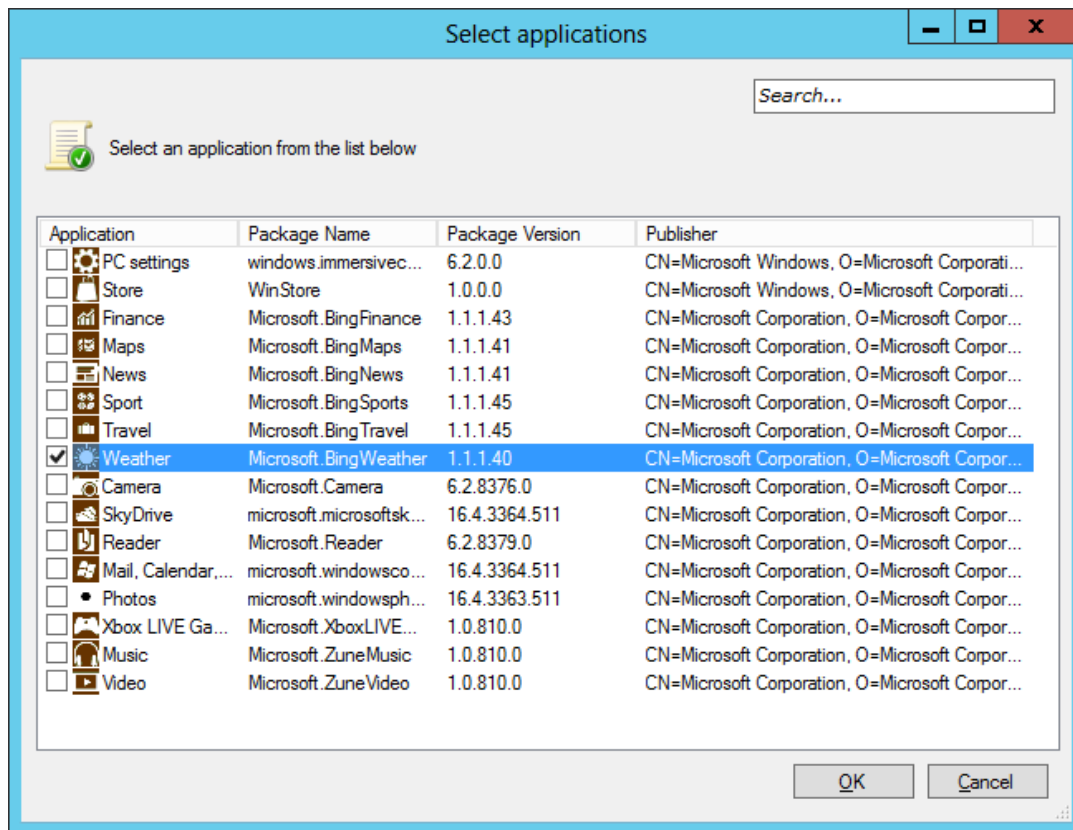 Select applications
Search...
Select an application from the list below
Application Package Name Package Version Publisher
PC settings windows.immersivec... 6.2.0.0 CN=Microsoft Windows, O=Microsoft Corporati...
Store WinStore 1.0.0.0 CN=Microsoft Windows, O=Microsoft Corporati...
Finance Microsoft.BingFinance 1.1.1.43 CN=Microsoft Corporation, O=Microsoft Corpor...
Maps Microsoft.BingMaps 1.1.1.41 CN=Microsoft Corporation, O=Microsoft Corpor...
News Microsoft.BingNews 1.1.1.41 CN=Microsoft Corporation, O=Microsoft Corpor...
Sport Microsoft.BingSports 1.1.1.45 CN=Microsoft Corporation, O=Microsoft Corpor...
Travel Microsoft.BingTravel 1.1.1.45 CN=Microsoft Corporation, O=Microsoft Corpor...
Weather Microsoft.BingWeather 1.1.1.40 CN=Microsoft Corporation, O=Microsoft Corpor...
Camera Microsoft.Camera 6.2.8376.0 CN=Microsoft Corporation, O=Microsoft Corpor...
SkyDrive microsoft.microsoftsk... 16.4.3364.511 CN=Microsoft Corporation, O=Microsoft Corpor...
Reader Microsoft.Reader 6.2.8379.0 CN=Microsoft Corporation, O=Microsoft Corpor...
Mail, Calendar,... microsoft.windowsco... 16.4.3364.511 CN=Microsoft Corporation, O=Microsoft Corpor...
Photos microsoft.windowsph... 16.4.3363.511 CN=Microsoft Corporation, O=Microsoft Corpor...
Xbox LIVE Ga... Microsoft.XboxLIVE... 1.0.810.0 CN=Microsoft Corporation, O=Microsoft Corpor...
Music Microsoft.ZuneMusic 1.0.810.0 CN=Microsoft Corporation, O=Microsoft Corpor...
Video Microsoft.ZuneVideo 1.0.810.0 CN=Microsoft Corporation, O=Microsoft Corpor...
OK Cancel